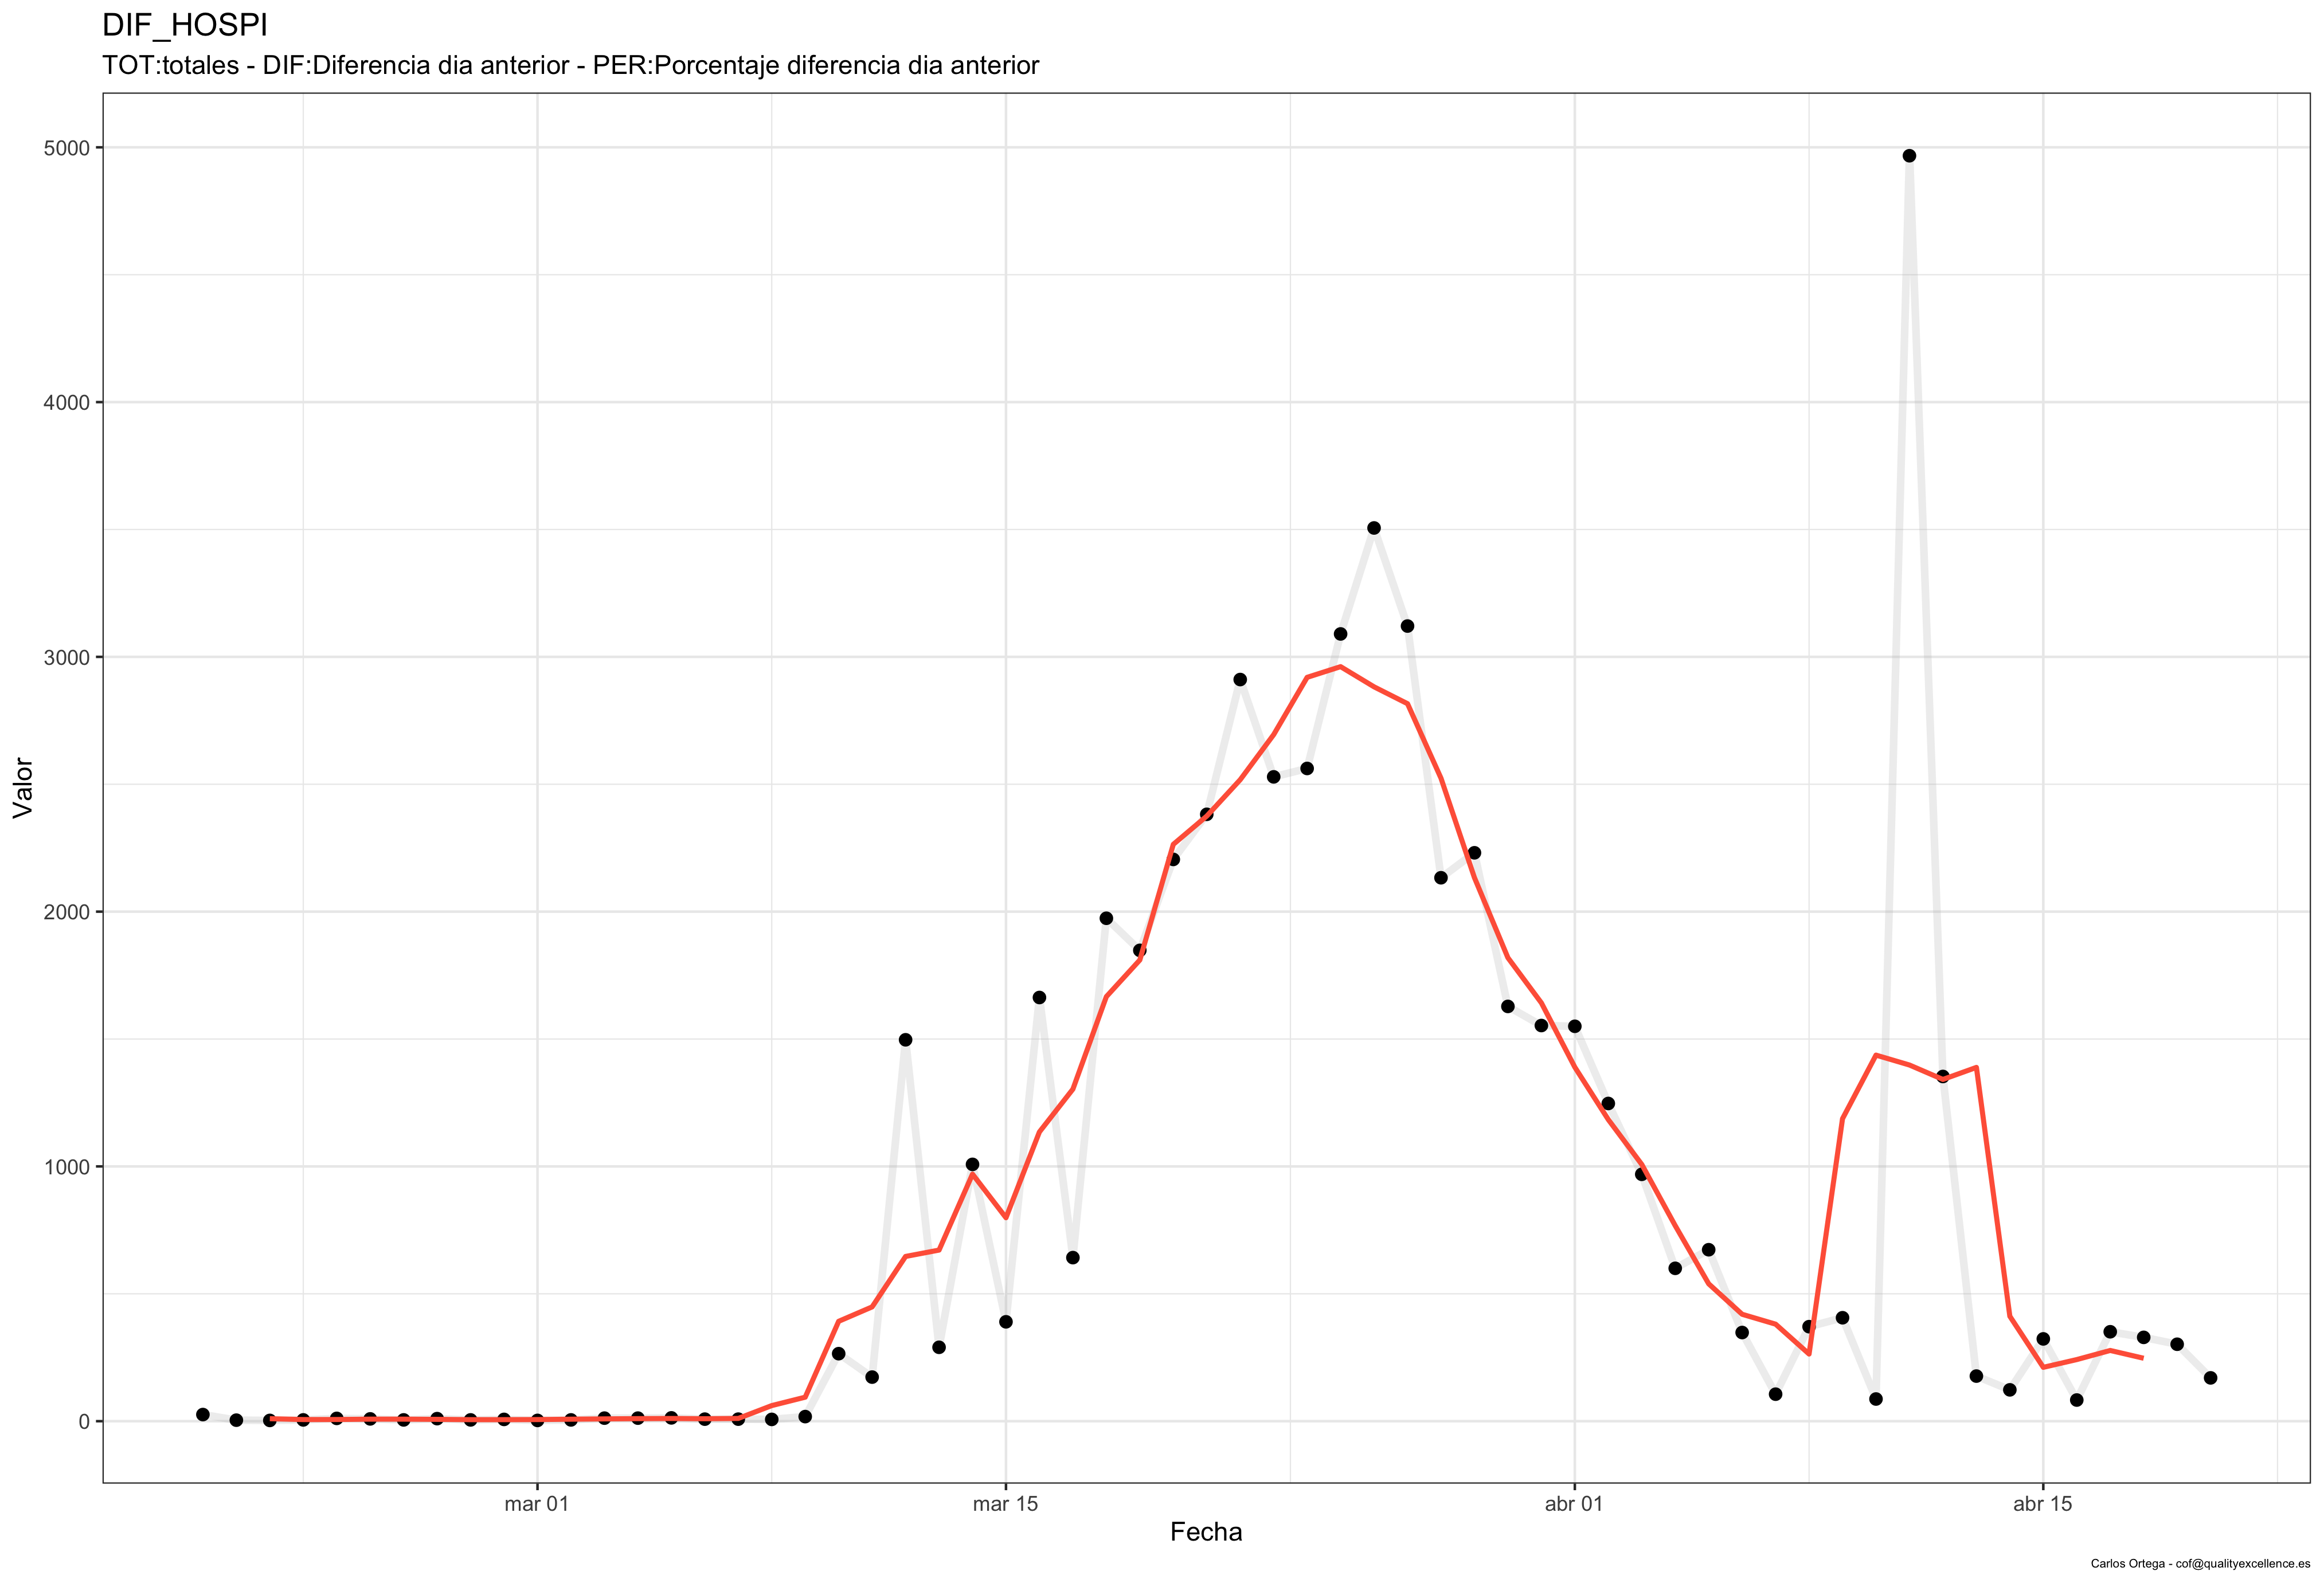 DIF_HOSPI
TOT:totales - DIF:Diferencia dia anterior - PER:Porcentaje diferencia dia anterior
5000
4000
3000
2000
1000
0
Valor
mar 01
mar 15
abr 01
abr 15
Fecha
Carlos Ortega - cof@qualityexcellence.es